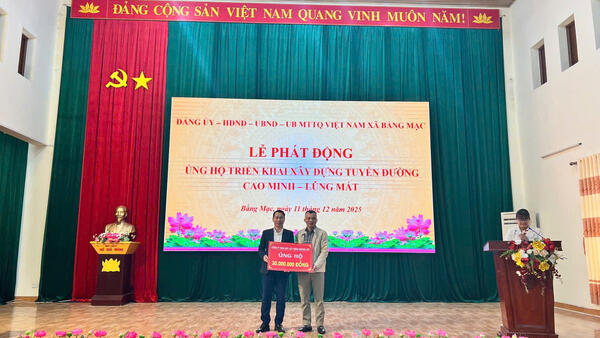 ĐẢNG CỘNG SẢN VIỆT NAM QUANG VINH MUÔN NĂM!
ĐẢNG ỦY – HĐND – UBND – UB MTTQ VIỆT NAM XÃ BẰNG MẠC
LỄ PHÁT ĐỘNG
ỦNG HỘ TRIỂN KHAI XÂY DỰNG TUYẾN ĐƯỜNG
CAO MINH – LŨNG MẮT
Bằng Mạc, ngày 11 tháng 12 năm 2025
ỦNG HỘ
30.000.000 ĐỒNG